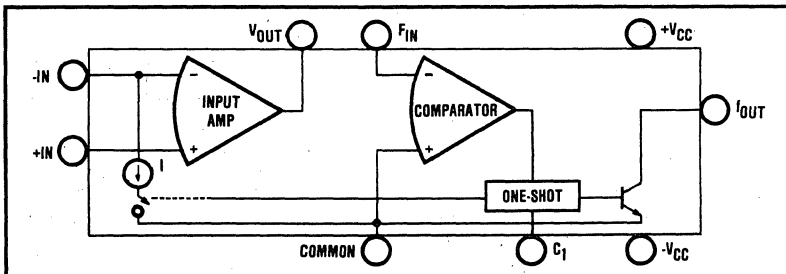 VOUT
FIN
+VCC
-IN
-
INPUT
AMP
-
COMPARATOR
fOUT
+IN
+
+
I
ONE-SHOT
COMMON
C1
-VCC